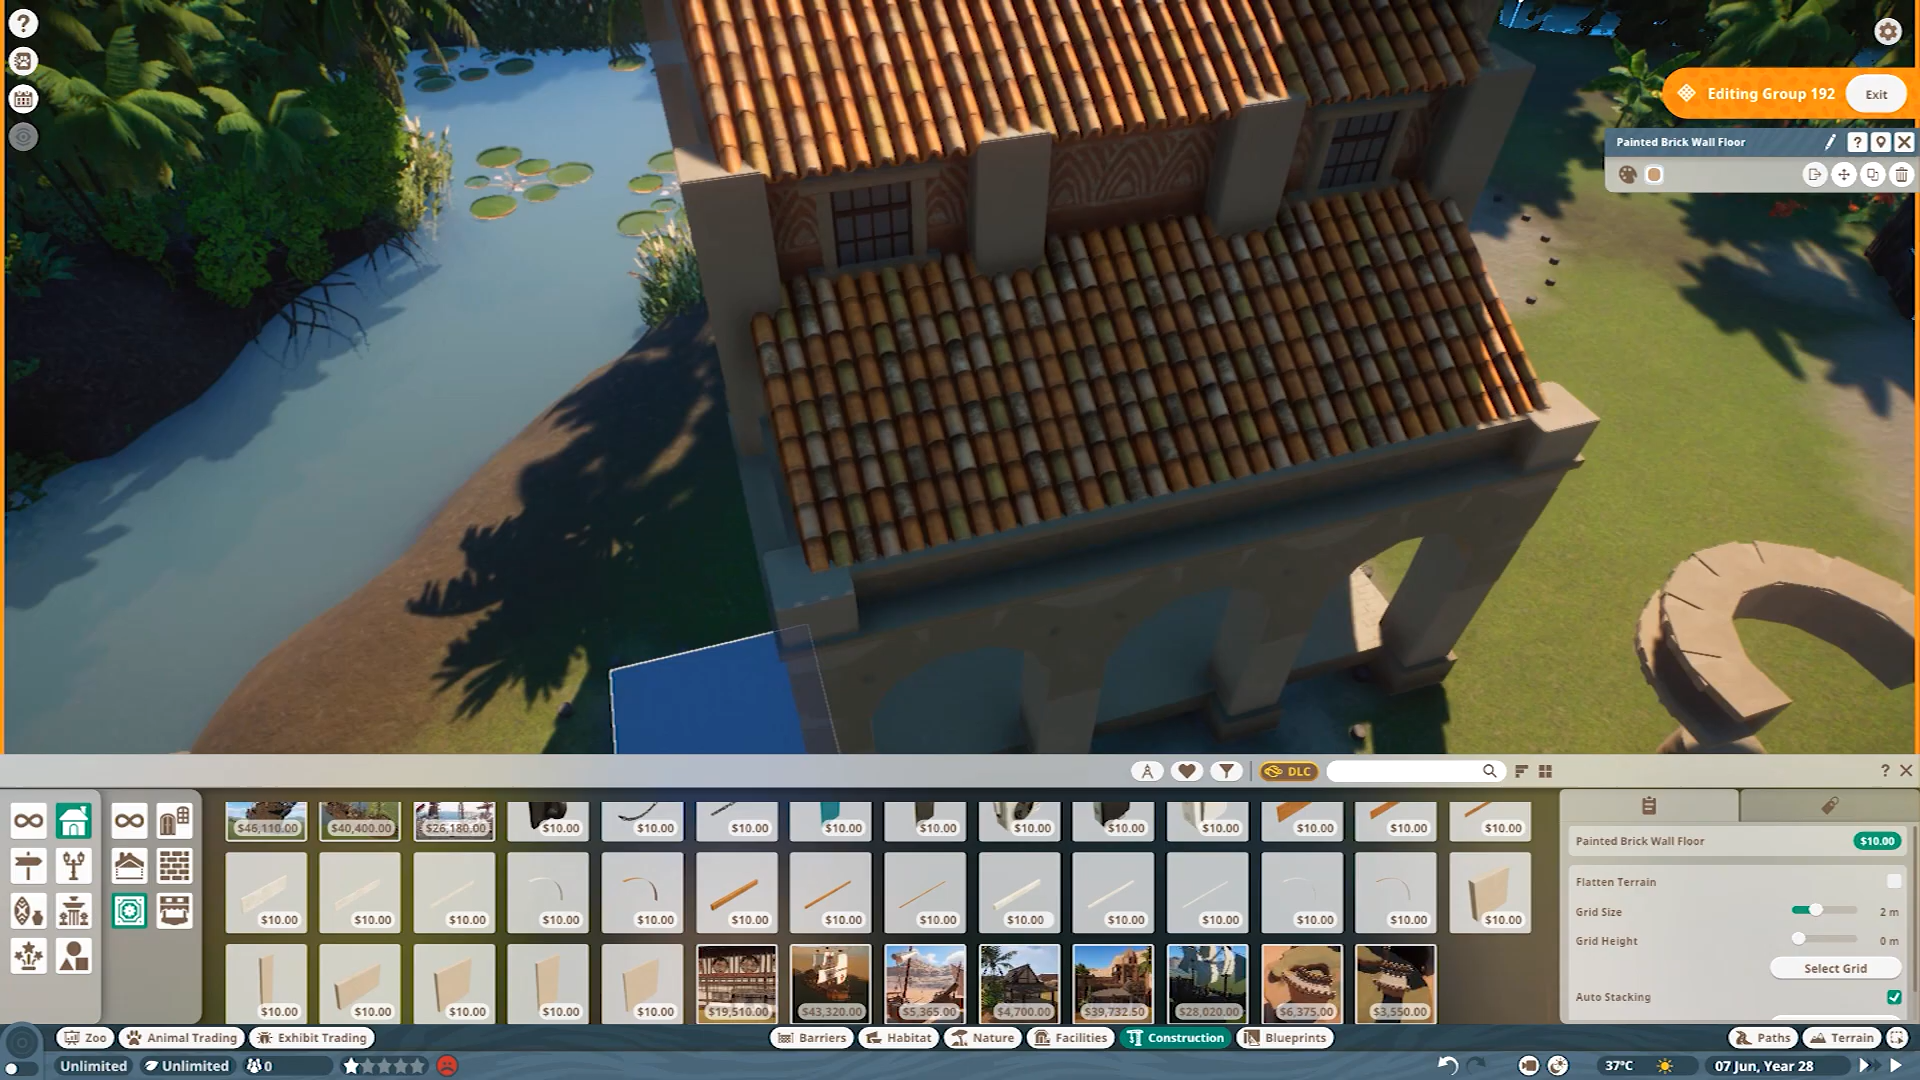 Editing Group 192
Exit
Painted Brick Wall Floor
DLC
$46,110.00 $40,400.00 $26,180.00 $10.00 $10.00 $10.00 $10.00 $10.00 $10.00 $10.00 $10.00 $10.00 $10.00 $10.00
$10.00 $10.00 $10.00 $10.00 $10.00 $10.00 $10.00 $10.00 $10.00 $10.00 $10.00 $10.00 $10.00 $10.00
$10.00 $10.00 $10.00 $10.00 $10.00 $19,510.00 $43,320.00 $5,365.00 $4,700.00 $39,732.50 $28,020.00 $6,375.00 $3,550.00
Painted Brick Wall Floor $10.00
Flatten Terrain
Grid Size 2 m
Grid Height 0 m
Select Grid
Auto Stacking
Zoo Animal Trading Exhibit Trading Barriers Habitat Nature Facilities Construction Blueprints Paths Terrain
Unlimited Unlimited 0 37°C 07 Jun, Year 28